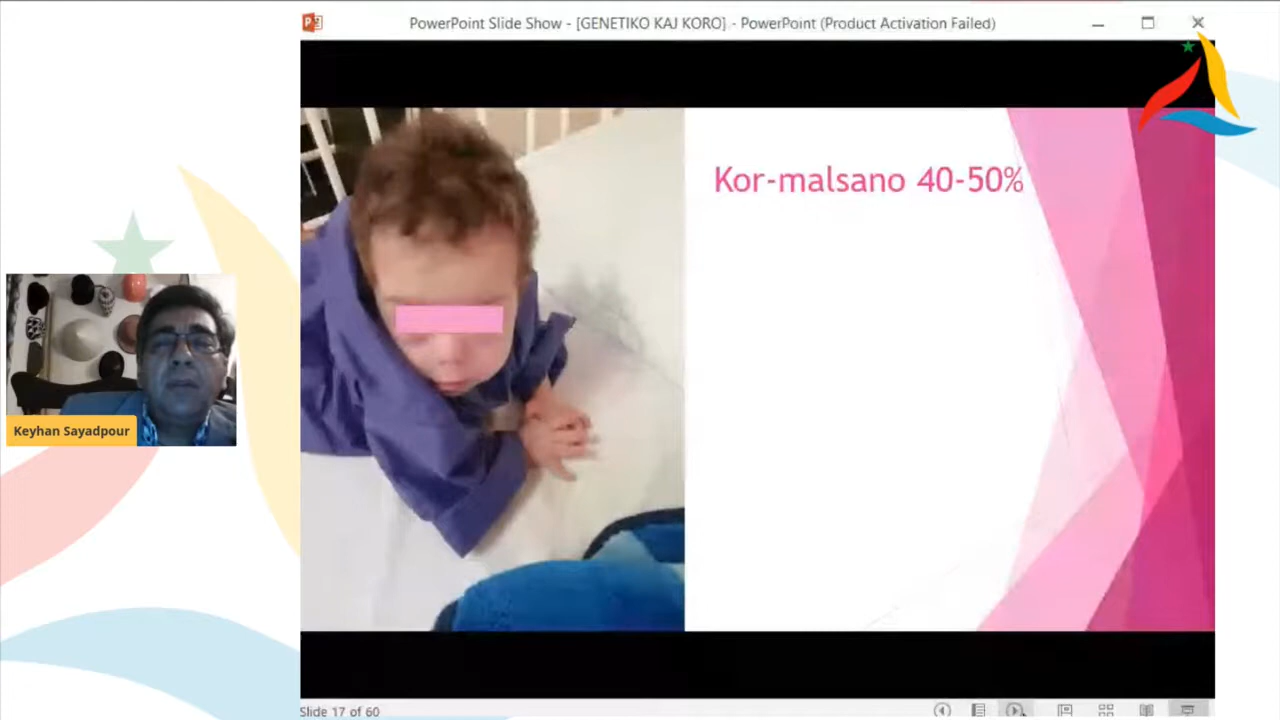 PowerPoint Slide Show - [GENETIKO KAJ KORO] - PowerPoint (Product Activation Failed)
Kor-malsano 40-50%
Keyhan Sayadpour
Slide 17 of 60